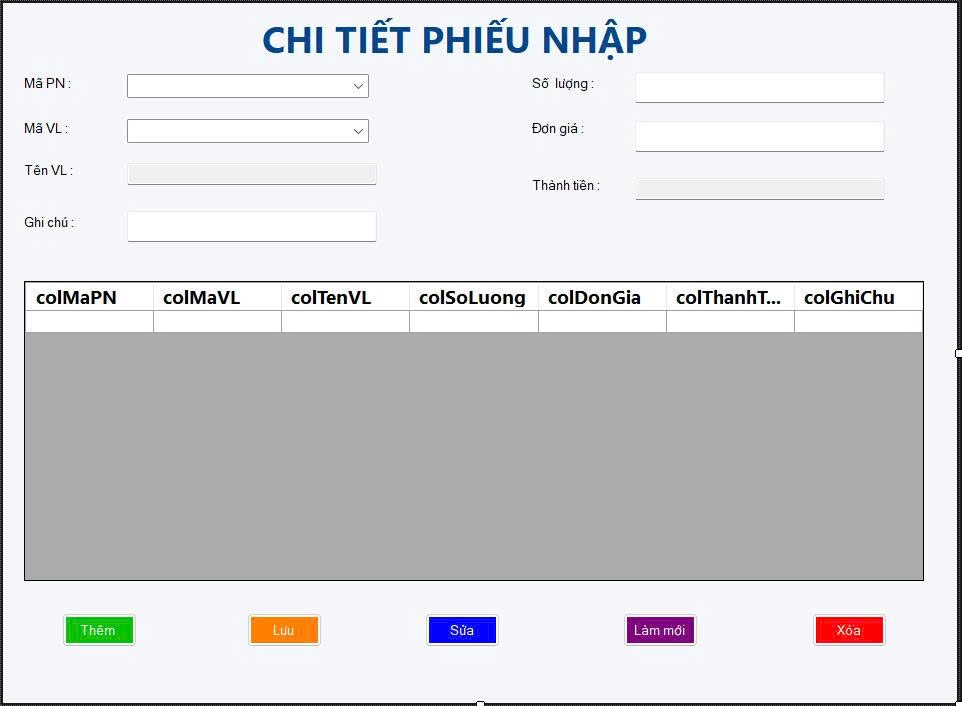 CHI TIẾT PHIẾU NHẬP
Mã PN :
Số lượng :
Mã VL :
Đơn giá :
Tên VL :
Thành tiền :
Ghi chú :
colMaPN colMaVL colTenVL colSoLuong colDonGia colThanhT... colGhiChu
Thêm Lưu Sửa Làm mới Xóa